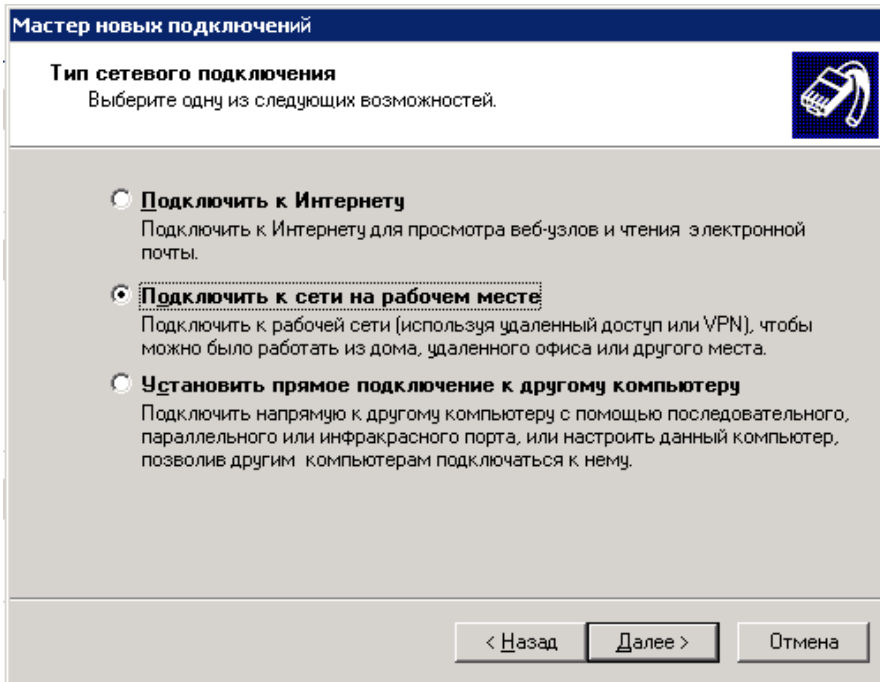 Мастер новых подключений
Тип сетевого подключения
Выберите одну из следующих возможностей.
Подключить к Интернету
Подключить к Интернету для просмотра веб-узлов и чтения электронной
почты.
Подключить к сети на рабочем месте
Подключить к рабочей сети (используя удаленный доступ или VPN), чтобы
можно было работать из дома, удаленного офиса или другого места.
Установить прямое подключение к другому компьютеру
Подключить напрямую к другому компьютеру с помощью последовательного,
параллельного или инфракрасного порта, или настроить данный компьютер,
позволив другим компьютерам подключаться к нему.
< Назад Далее > Отмена